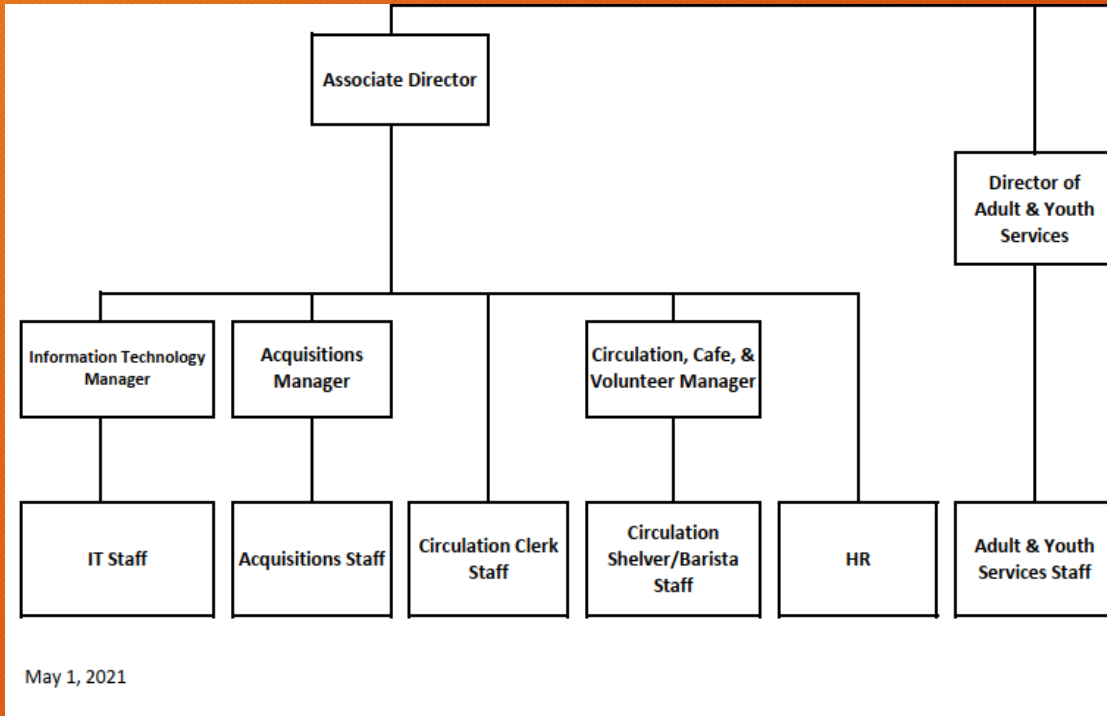 Associate Director
Director of
Adult & Youth
Services
Information Technology
Manager
Acquisitions
Manager
Circulation, Cafe, &
Volunteer Manager
IT Staff
Acquisitions Staff
Circulation Clerk
Staff
Circulation
Shelver/Barista
Staff
HR
Adult & Youth
Services Staff
May 1, 2021